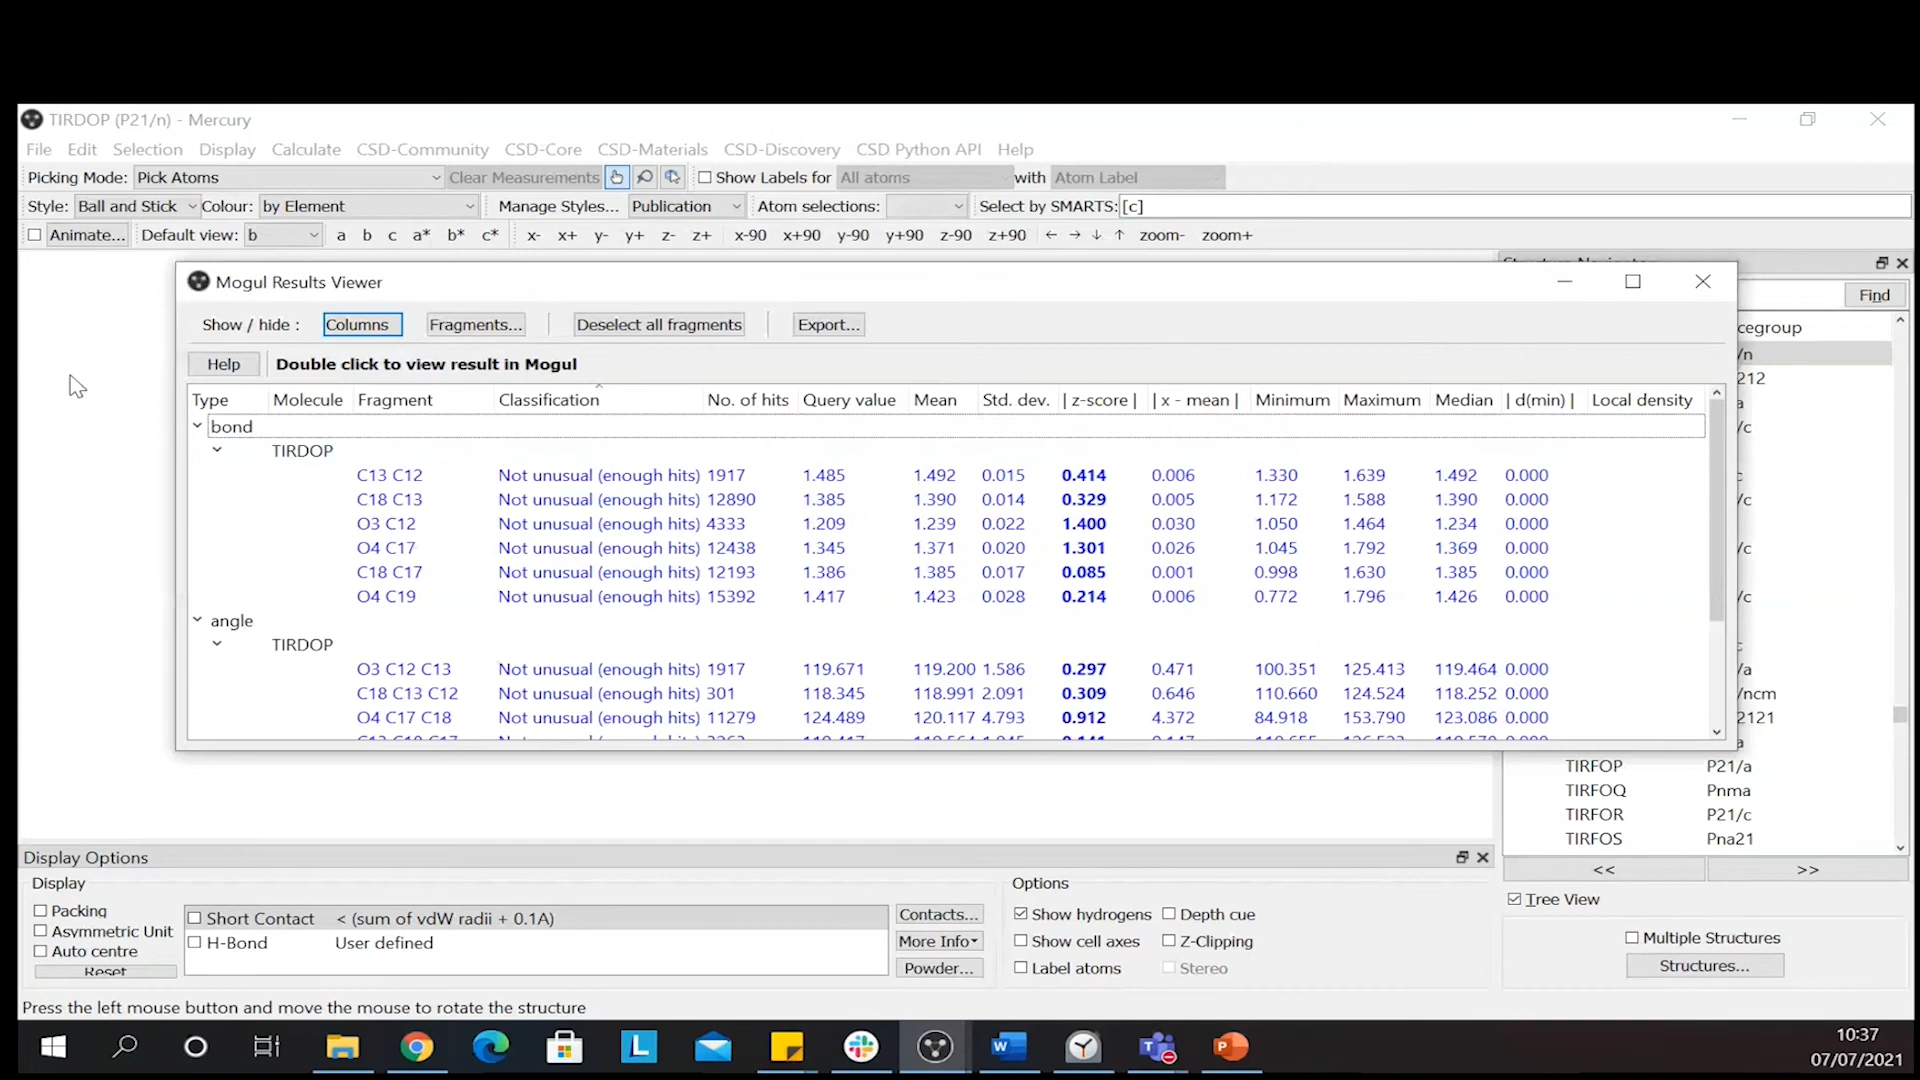 TIRDOP (P21/n) - Mercury
File Edit Selection Display Calculate CSD-Community CSD-Core CSD-Materials CSD-Discovery CSD Python API Help
Picking Mode: Pick Atoms Clear Measurements Show Labels for All atoms with Atom Label
Style: Ball and Stick Colour: by Element Manage Styles... Publication Atom selections: Select by SMARTS: [c]
Animate... Default view: b a b c a* b* c* x- x+ y- y+ z- z+ x-90 x+90 y-90 y+90 z-90 z+90 ← → ↓ ↑ zoom- zoom+
Mogul Results Viewer
Find
Show / hide : Columns Fragments... Deselect all fragments Export...
cegroup
Help Double click to view result in Mogul
/n
212
Type Molecule Fragment Classification No. of hits Query value Mean Std. dev. | z-score | | x - mean | Minimum Maximum Median | d(min) | Local density
a
bond
/c
TIRDOP
C13 C12 Not unusual (enough hits) 1917 1.485 1.492 0.015 0.414 0.006 1.330 1.639 1.492 0.000
c
C18 C13 Not unusual (enough hits) 12890 1.385 1.390 0.014 0.329 0.005 1.172 1.588 1.390 0.000
/c
O3 C12 Not unusual (enough hits) 4333 1.209 1.239 0.022 1.400 0.030 1.050 1.464 1.234 0.000
O4 C17 Not unusual (enough hits) 12438 1.345 1.371 0.020 1.301 0.026 1.045 1.792 1.369 0.000
/c
C18 C17 Not unusual (enough hits) 12193 1.386 1.385 0.017 0.085 0.001 0.998 1.630 1.385 0.000
O4 C19 Not unusual (enough hits) 15392 1.417 1.423 0.028 0.214 0.006 0.772 1.796 1.426 0.000
/c
angle
TIRDOP
c
O3 C12 C13 Not unusual (enough hits) 1917 119.671 119.200 1.586 0.297 0.471 100.351 125.413 119.464 0.000
/a
C18 C13 C12 Not unusual (enough hits) 301 118.345 118.991 2.091 0.309 0.646 110.660 124.524 118.252 0.000
/ncm
O4 C17 C18 Not unusual (enough hits) 11279 124.489 120.117 4.793 0.912 4.372 84.918 153.790 123.086 0.000
2121
a
TIRFOP P21/a
TIRFOQ Pnma
TIRFOR P21/c
TIRFOS Pna21
<< >>
Display Options
Display
Options
Tree View
Packing
Asymmetric Unit
Auto centre
Reset
Short Contact < (sum of vdW radii + 0.1A)
H-Bond User defined
Contacts...
More Info
Powder...
Show hydrogens Depth cue
Show cell axes Z-Clipping
Label atoms Stereo
Multiple Structures
Structures...
Press the left mouse button and move the mouse to rotate the structure
10:37
07/07/2021